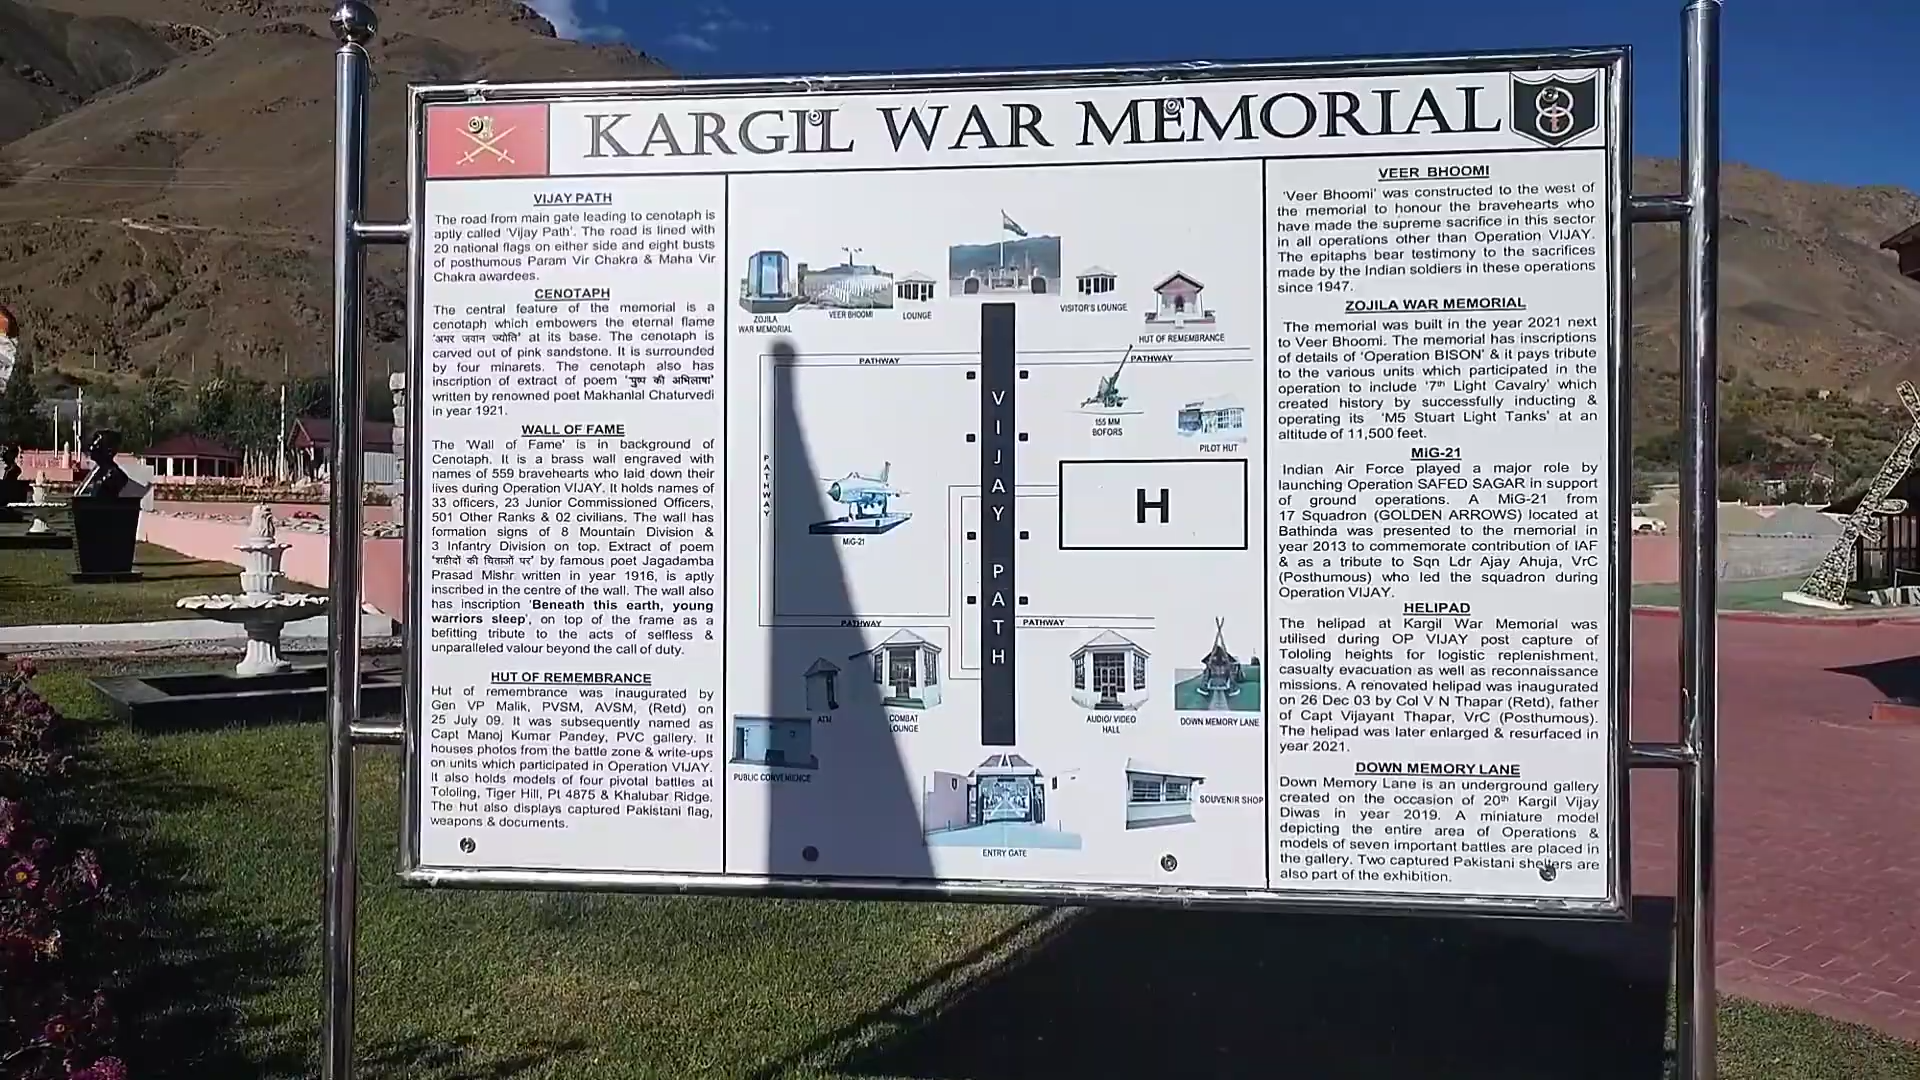 KARGIL WAR MEMORIAL
VIJAY PATH
The road from main gate leading to cenotaph is
aptly called 'Vijay Path'. The road is lined with
20 national flags on either side and eight busts
of posthumous Param Vir Chakra & Maha Vir
Chakra awardees.
CENOTAPH
The central feature of the memorial is a
cenotaph which embowers the eternal flame
'अमर जवान ज्योति' at its base. The cenotaph is
carved out of pink sandstone. It is surrounded
by four minarets. The cenotaph also has
inscription of extract of poem 'पुष्प की अभिलाषा'
written by renowned poet Makhanlal Chaturvedi
in year 1921.
WALL OF FAME
The 'Wall of Fame' is in background of
Cenotaph. It is a brass wall engraved with
names of 559 bravehearts who laid down their
lives during Operation VIJAY. It holds names of
33 officers, 23 Junior Commissioned Officers,
501 Other Ranks & 02 civilians. The wall has
formation signs of 8 Mountain Division &
3 Infantry Division on top. Extract of poem
'शहीदों की चिताओं पर' by famous poet Jagadamba
Prasad Mishr written in year 1916, is aptly
inscribed in the centre of the wall. The wall also
has inscription 'Beneath this earth, young
warriors sleep', on top of the frame as a
befitting tribute to the acts of selfless &
unparalleled valour beyond the call of duty.
HUT OF REMEMBRANCE
Hut of remembrance was inaugurated by
Gen VP Malik, PVSM, AVSM, (Retd) on
25 July 09. It was subsequently named as
Capt Manoj Kumar Pandey, PVC gallery. It
houses photos from the battle zone & write-ups
on units which participated in Operation VIJAY.
It also holds models of four pivotal battles at
Tololing, Tiger Hill, Pt 4875 & Khalubar Ridge.
The hut also displays captured Pakistani flag,
weapons & documents.
ZOJILA
WAR MEMORIAL
VEER BHOOMI
LOUNGE
VISITOR'S LOUNGE
HUT OF REMEMBRANCE
PATHWAY
PATHWAY
155 MM
BOFORS
PILOT HUT
PATHWAY
VIJAY PATH
H
MiG-21
PATHWAY
PATHWAY
ATM
COMBAT
LOUNGE
AUDIO/ VIDEO
HALL
DOWN MEMORY LANE
PUBLIC CONVENIENCE
SOUVENIR SHOP
ENTRY GATE
VEER BHOOMI
'Veer Bhoomi' was constructed to the west of
the memorial to honour the bravehearts who
have made the supreme sacrifice in this sector
in all operations other than Operation VIJAY.
The epitaphs bear testimony to the sacrifices
made by the Indian soldiers in these operations
since 1947.
ZOJILA WAR MEMORIAL
The memorial was built in the year 2021 next
to Veer Bhoomi. The memorial has inscriptions
of details of 'Operation BISON' & it pays tribute
to the various units which participated in the
operation to include '7th Light Cavalry' which
created history by successfully inducting &
operating its 'M5 Stuart Light Tanks' at an
altitude of 11,500 feet.
MiG-21
Indian Air Force played a major role by
launching Operation SAFED SAGAR in support
of ground operations. A MiG-21 from
17 Squadron (GOLDEN ARROWS) located at
Bathinda was presented to the memorial in
year 2013 to commemorate contribution of IAF
& as a tribute to Sqn Ldr Ajay Ahuja, VrC
(Posthumous) who led the squadron during
Operation VIJAY.
HELIPAD
The helipad at Kargil War Memorial was
utilised during OP VIJAY post capture of
Tololing heights for logistic replenishment,
casualty evacuation as well as reconnaissance
missions. A renovated helipad was inaugurated
on 26 Dec 03 by Col V N Thapar (Retd), father
of Capt Vijayant Thapar, VrC (Posthumous).
The helipad was later enlarged & resurfaced in
year 2021.
DOWN MEMORY LANE
Down Memory Lane is an underground gallery
created on the occasion of 20th Kargil Vijay
Diwas in year 2019. A miniature model
depicting the entire area of Operations &
models of seven important battles are placed in
the gallery. Two captured Pakistani shelters are
also part of the exhibition.